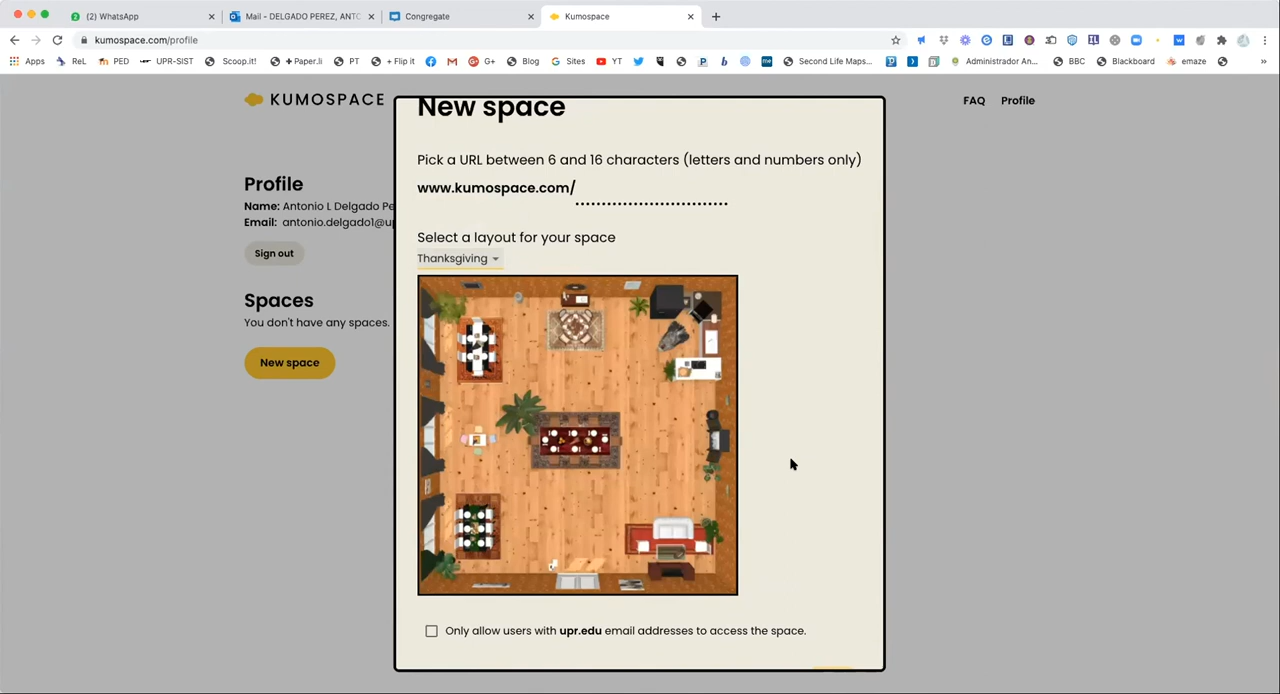 (2) WhatsApp
Mail - DELGADO PEREZ, ANTO
Congregate
Kumospace
kumospace.com/profile
Apps
ReL
PED
UPR-SIST
Scoop.it!
+ Paper.li
PT
+ Flip it
G+
Blog
Sites
YT
Second Life Maps...
Administrador An...
BBC
Blackboard
emaze
KUMOSPACE
FAQ
Profile
New space
Pick a URL between 6 and 16 characters (letters and numbers only)
www.kumospace.com/
Profile
Name: Antonio L Delgado Pe
Email: antonio.delgado1@up
Sign out
Select a layout for your space
Thanksgiving
Spaces
You don't have any spaces.
New space
Only allow users with upr.edu email addresses to access the space.